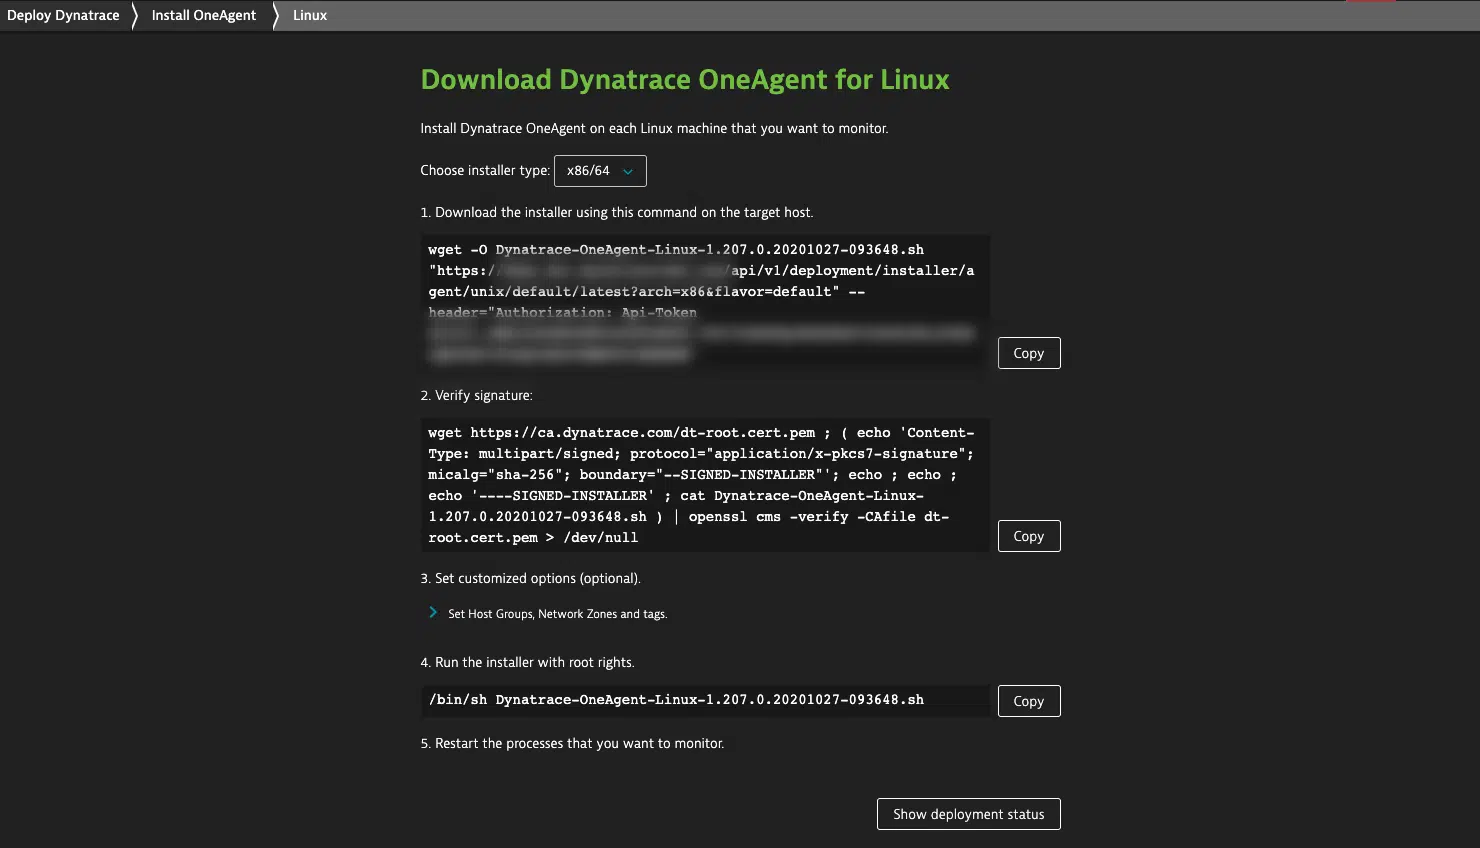 Deploy Dynatrace
Install OneAgent
Linux
Download Dynatrace OneAgent for Linux
Install Dynatrace OneAgent on each Linux machine that you want to monitor.
Choose installer type: x86/64
1. Download the installer using this command on the target host.
wget -O Dynatrace-OneAgent-Linux-1.207.0.20201027-093648.sh
"https:/ /api/v1/deployment/installer/a
gent/unix/default/latest?arch=x86&flavor=default" --
header="Authorization: Api-Token
Copy
2. Verify signature:
wget https://ca.dynatrace.com/dt-root.cert.pem ; ( echo 'Content-
Type: multipart/signed; protocol="application/x-pkcs7-signature";
micalg="sha-256"; boundary="--SIGNED-INSTALLER"'; echo ; echo ;
echo '----SIGNED-INSTALLER' ; cat Dynatrace-OneAgent-Linux-
1.207.0.20201027-093648.sh ) | openssl cms -verify -CAfile dt-
root.cert.pem > /dev/null
Copy
3. Set customized options (optional).
Set Host Groups, Network Zones and tags.
4. Run the installer with root rights.
/bin/sh Dynatrace-OneAgent-Linux-1.207.0.20201027-093648.sh
Copy
5. Restart the processes that you want to monitor.
Show deployment status